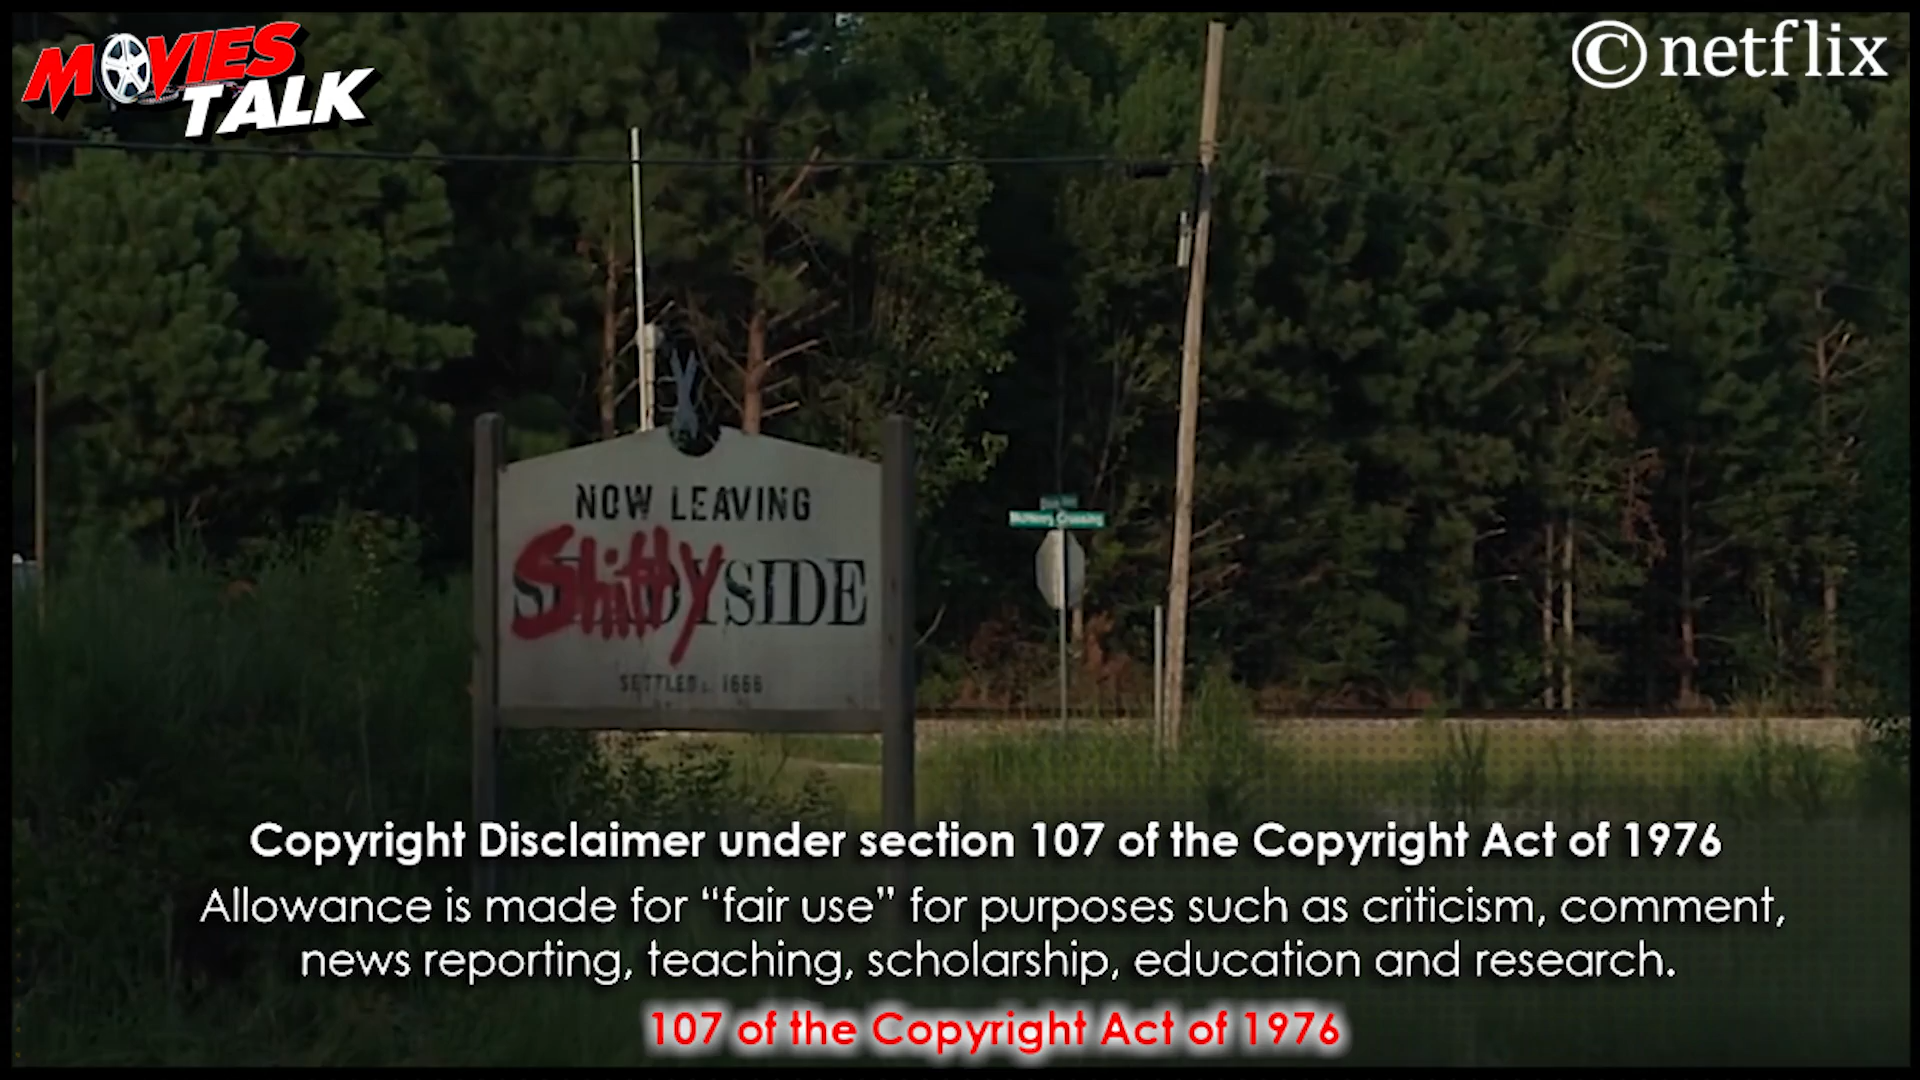 MOVIES
TALK
© netflix
NOW LEAVING
Shitty
SIDE
SETTLED: 1666
Crossing
Copyright Disclaimer under section 107 of the Copyright Act of 1976
Allowance is made for “fair use” for purposes such as criticism, comment,
news reporting, teaching, scholarship, education and research.
107 of the Copyright Act of 1976